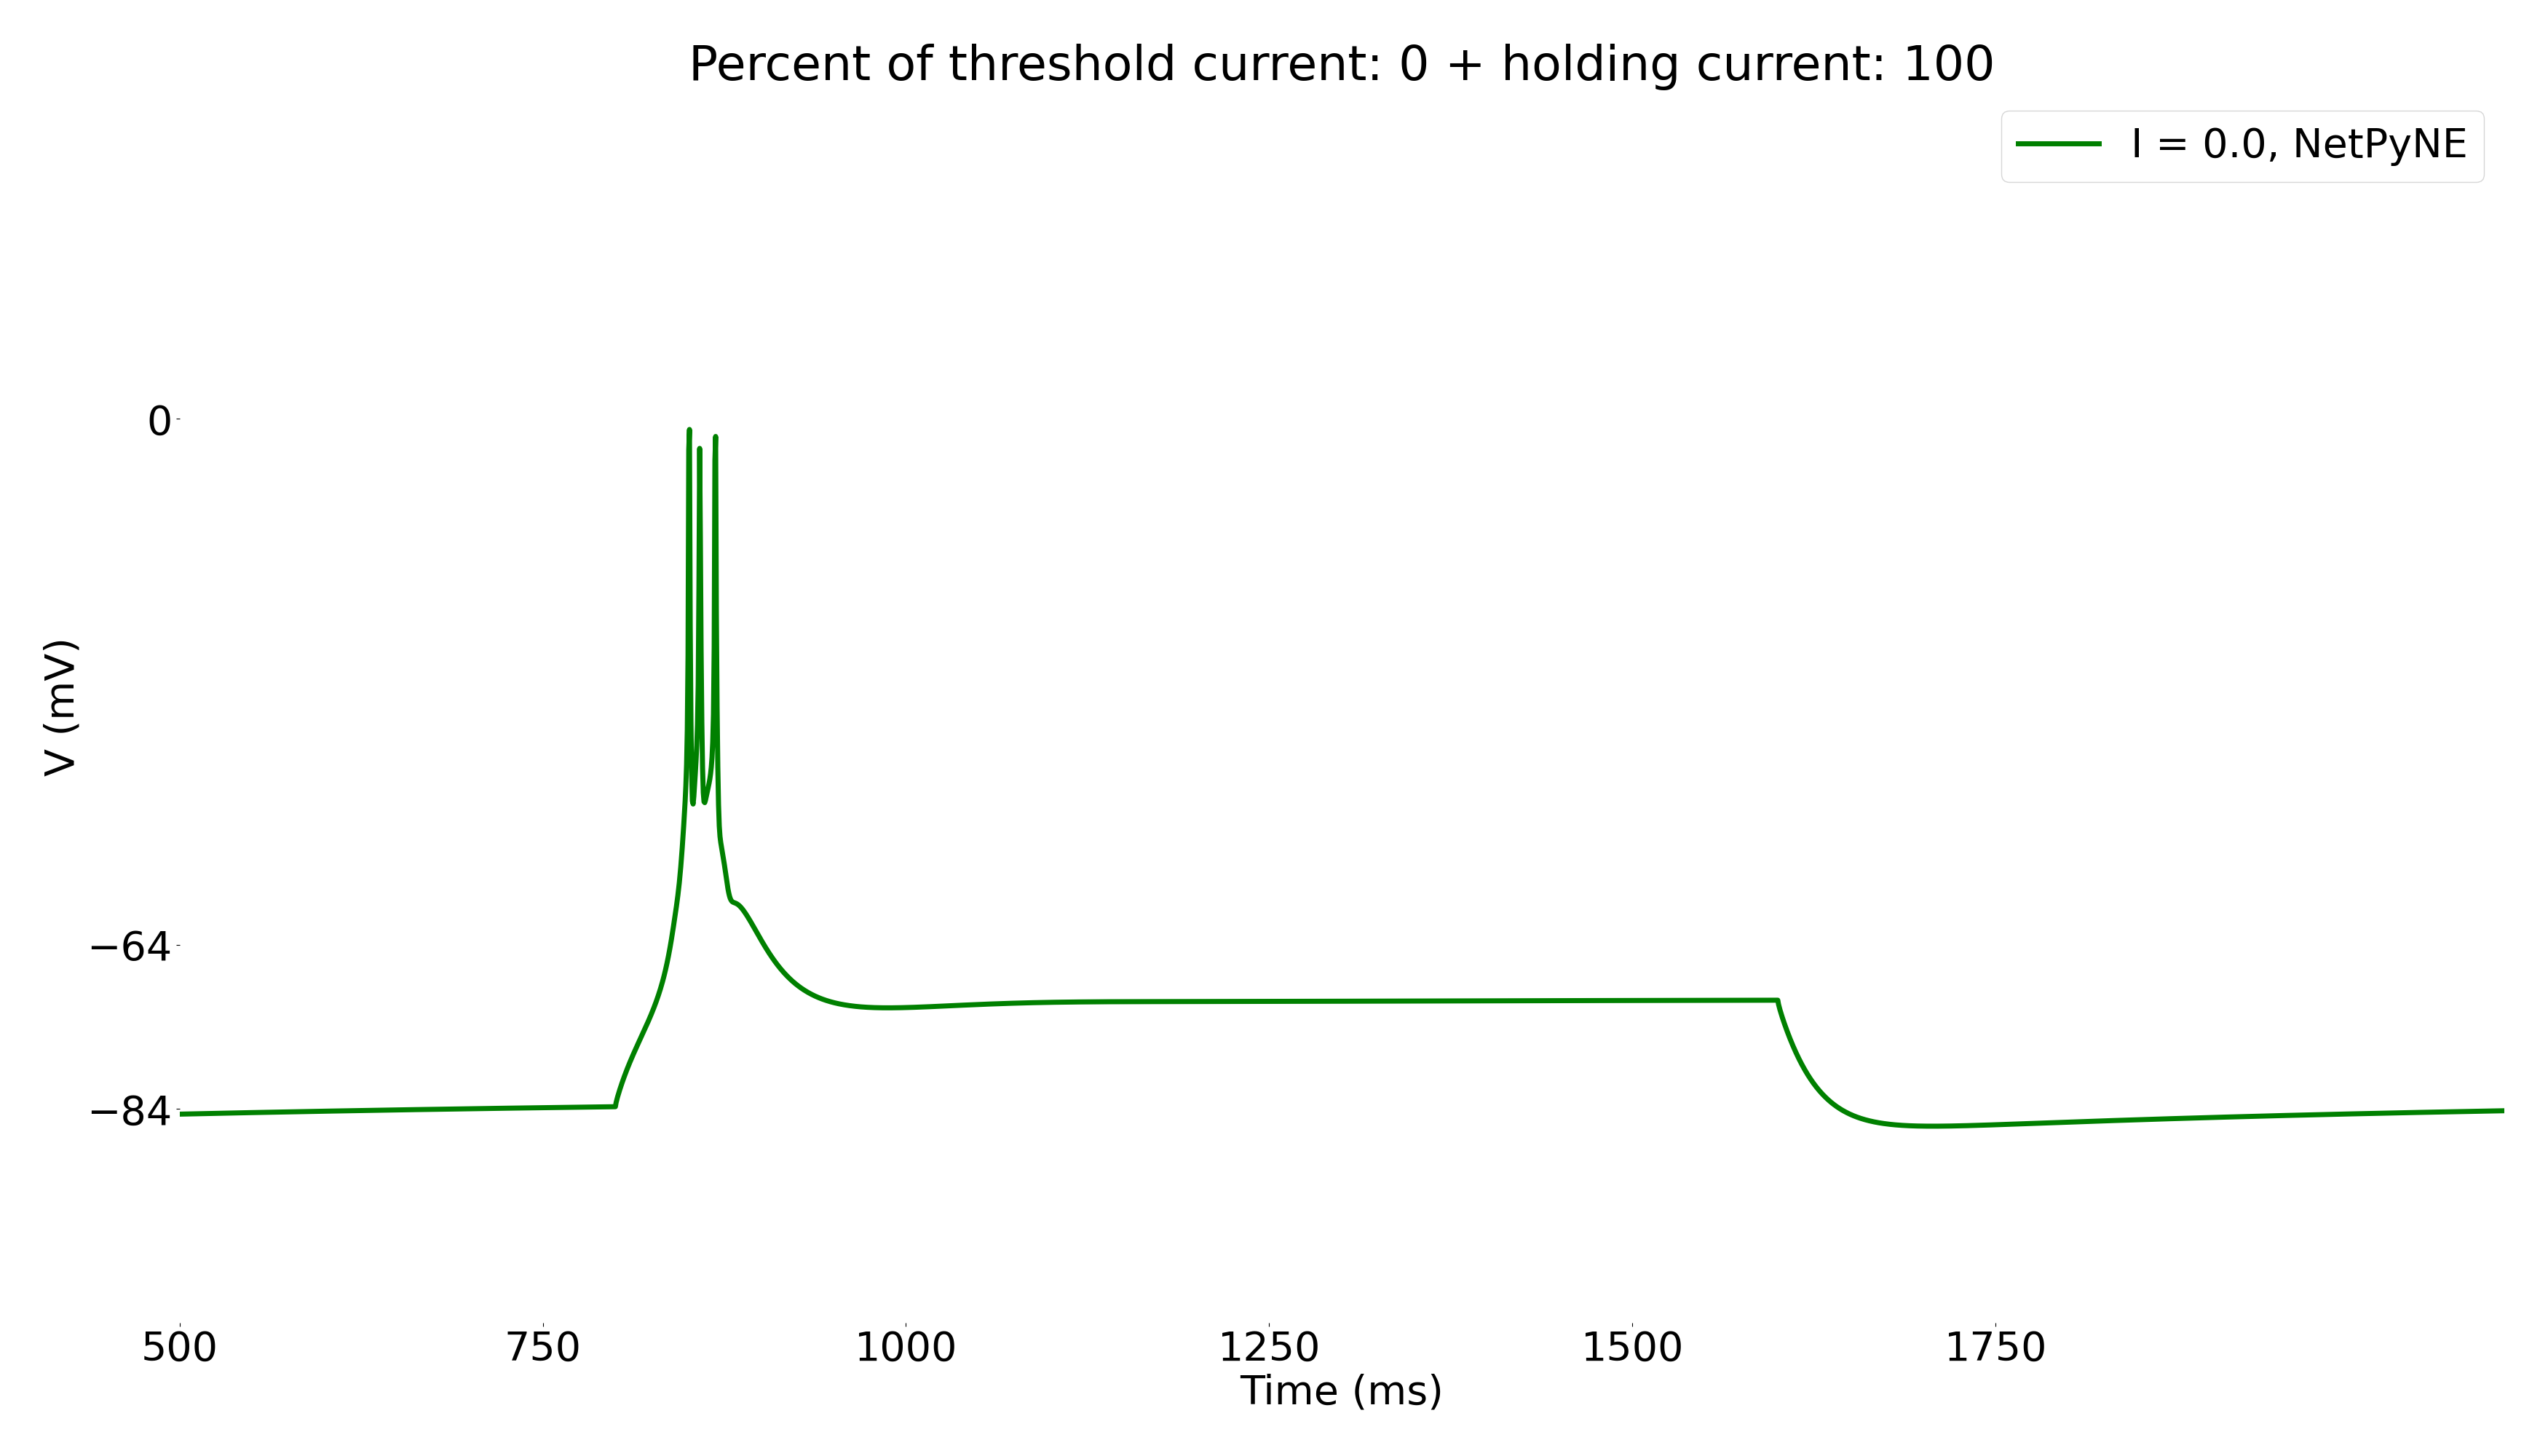 Percent of threshold current: 0 + holding current: 100
I = 0.0, NetPyNE
0
−64
−84
V (mV)
500 750 1000 1250 1500 1750
Time (ms)